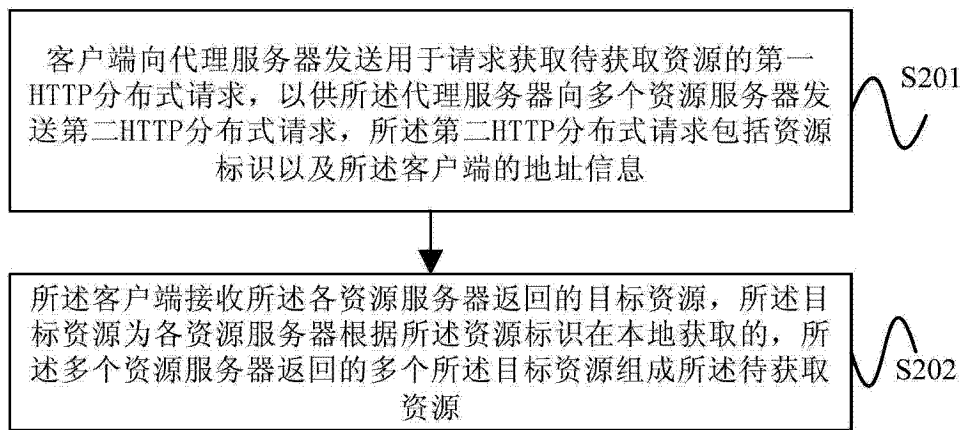 客户端向代理服务器发送用于请求获取待获取资源的第一
HTTP分布式请求，以供所述代理服务器向多个资源服务器发
送第二HTTP分布式请求，所述第二HTTP分布式请求包括资源
标识以及所述客户端的地址信息
S201
所述客户端接收所述各资源服务器返回的目标资源，所述目
标资源为各资源服务器根据所述资源标识在本地获取的，所
述多个资源服务器返回的多个所述目标资源组成所述待获取
资源
S202